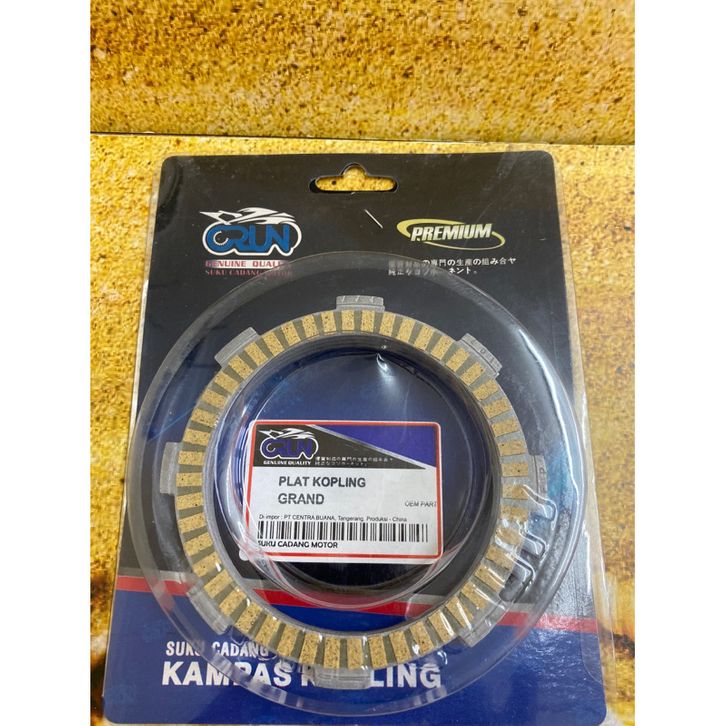 CRUN
GENUINE QUALITY
SUKU CADANG MOTOR
PREMIUM
CRUN
GENUINE QUALITY
PLAT KOPLING
GRAND
OEM PART
Di impor : PT CENTRA BUANA, Tangerang. Produksi - China
SUKU CADANG MOTOR
SUKU CADANG
KAMPAS KOPLING